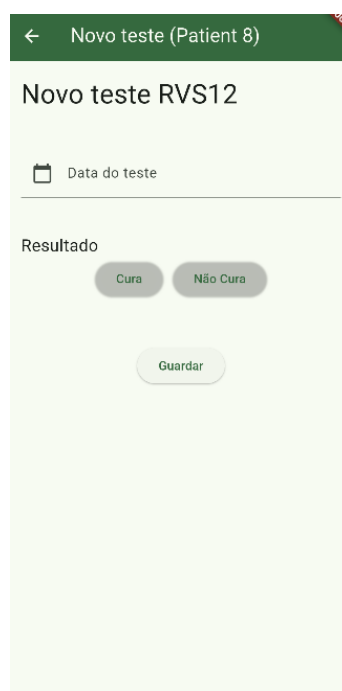 Novo teste (Patient 8)
Novo teste RVS12
Data do teste
Resultado
Cura Não Cura
Guardar